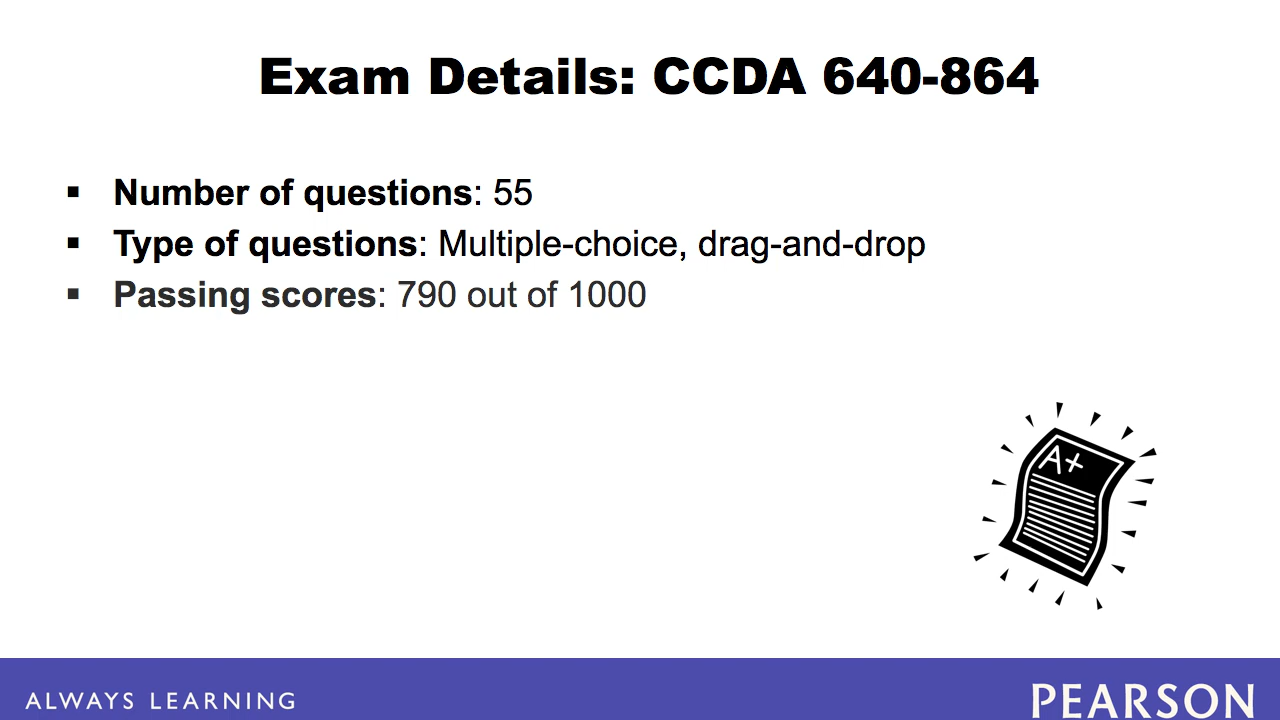 Exam Details: CCDA 640-864
▪ Number of questions: 55
▪ Type of questions: Multiple-choice, drag-and-drop
▪ Passing scores: 790 out of 1000
A+
ALWAYS LEARNING
PEARSON